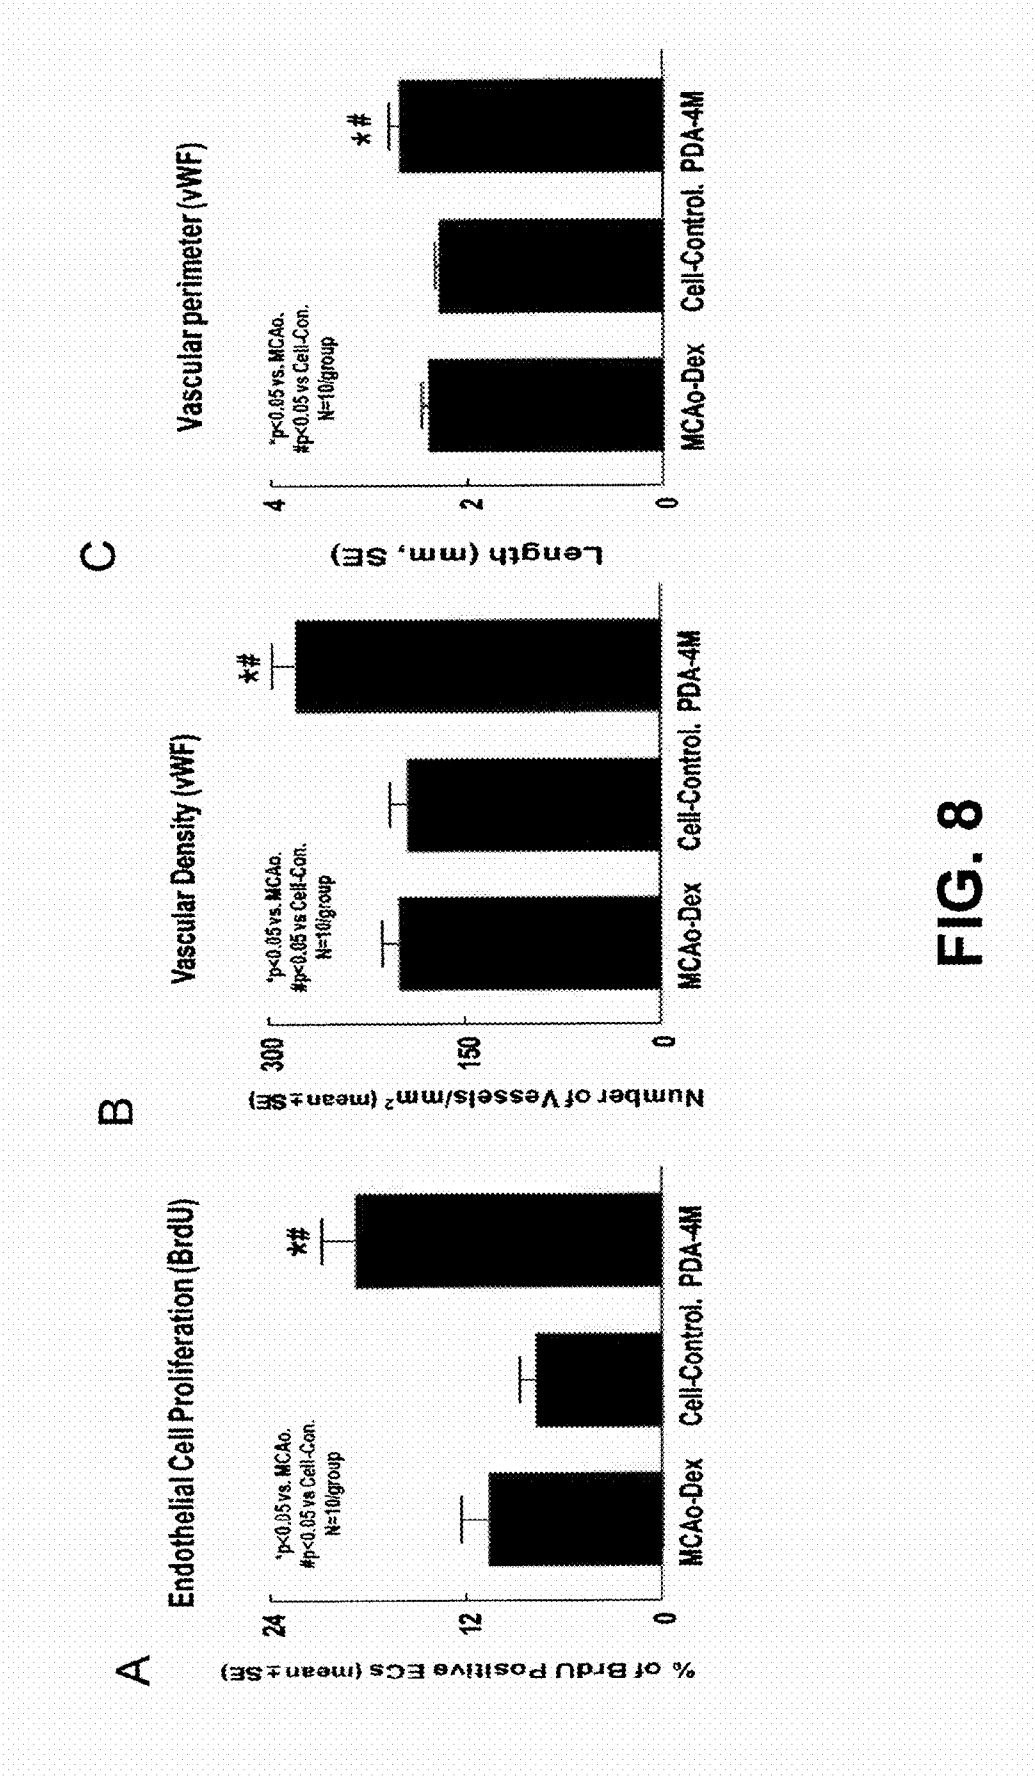 A
Endothelial Cell Proliferation (BrdU)
% of BrdU Positive ECs (mean ± SE)
24
12
0
*p<0.05 vs. MCAo.
#p<0.05 vs Cell-Con.
N=10/group
*#
MCAo-Dex Cell-Control. PDA-4M
B
Vascular Density (vWF)
Number of Vessels/mm² (mean ± SE)
300
150
0
*p<0.05 vs. MCAo.
#p<0.05 vs Cell-Con.
N=10/group
*#
MCAo-Dex Cell-Control. PDA-4M
C
Vascular perimeter (vWF)
Length (mm, SE)
4
2
0
*p<0.05 vs. MCAo.
#p<0.05 vs Cell-Con.
N=10/group
*#
MCAo-Dex Cell-Control. PDA-4M
FIG. 8